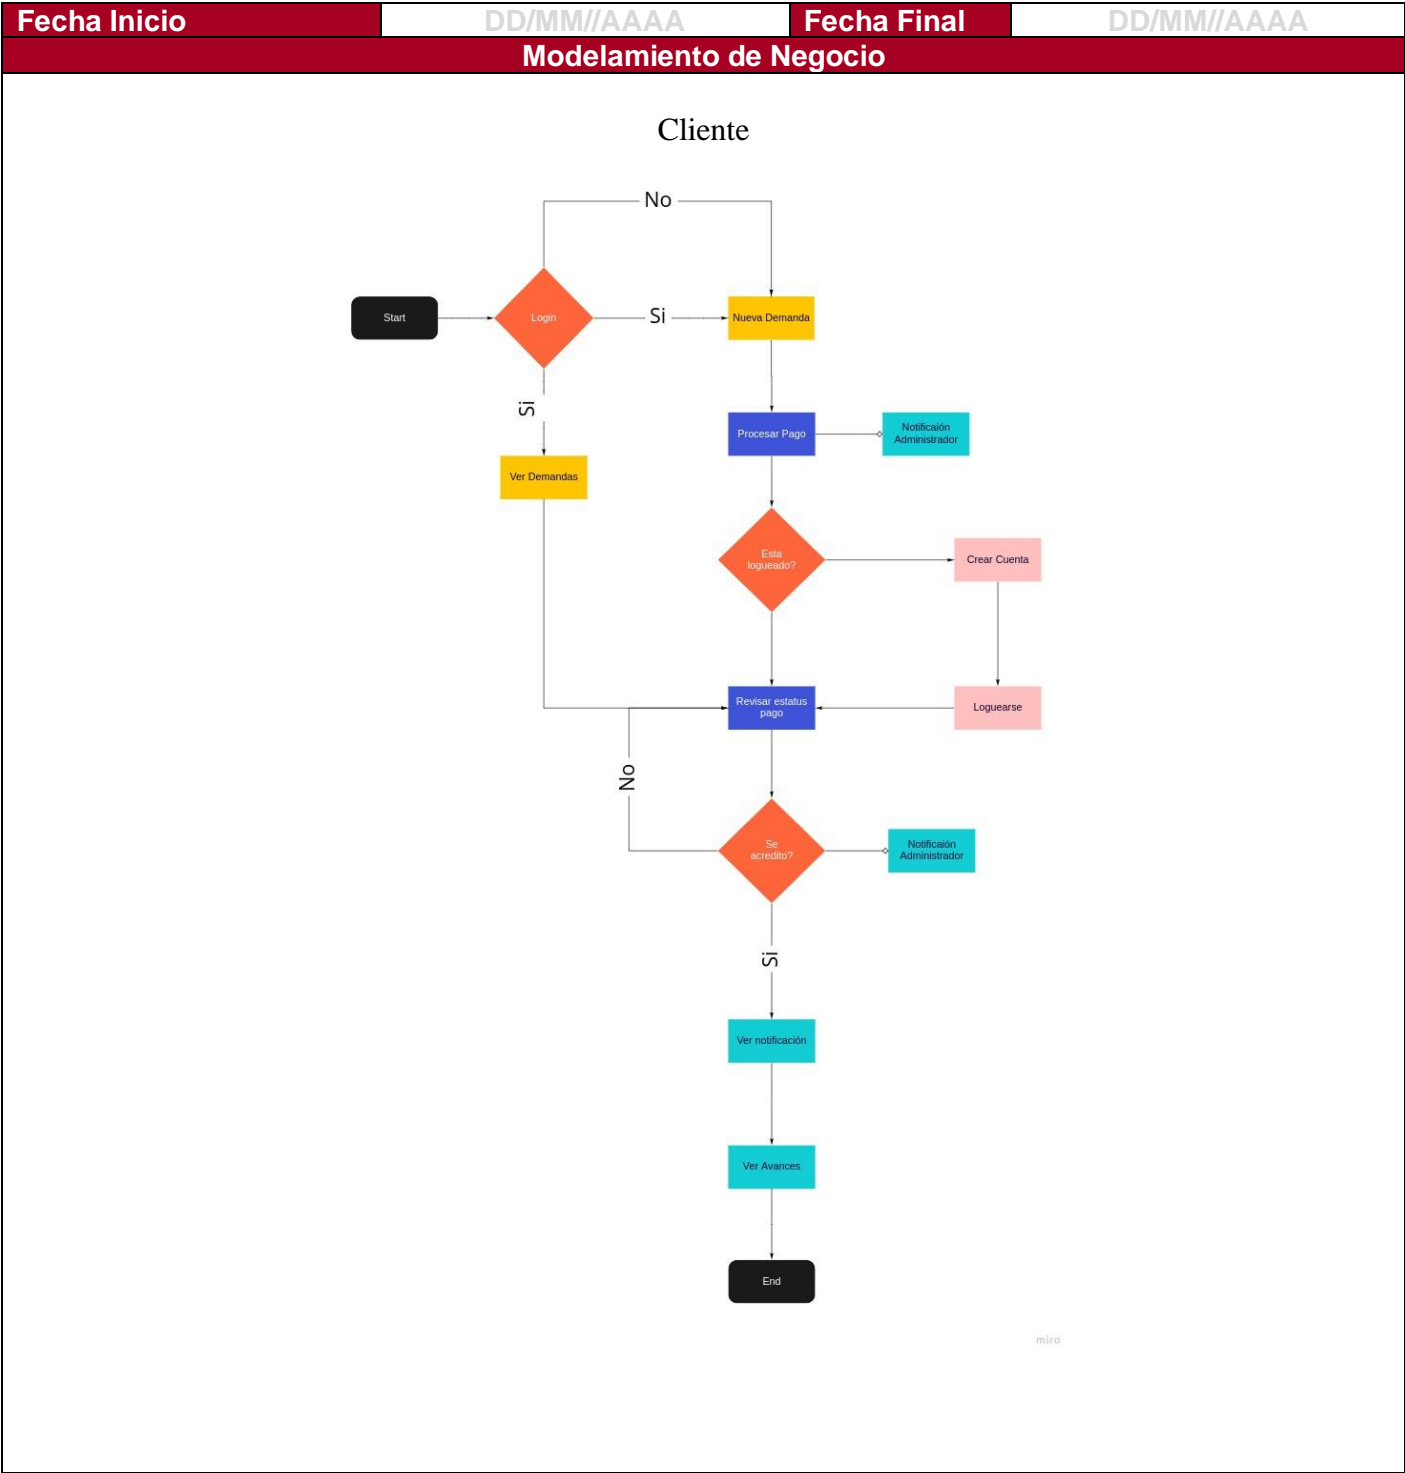 Fecha Inicio DD/MM//AAAA Fecha Final DD/MM//AAAA
Modelamiento de Negocio
Cliente
No
Start
Login
Si
Nueva Demanda
Si
Procesar Pago
Notificaión
Administrador
Ver Demandas
Esta
logueado?
Crear Cuenta
Revisar estatus
pago
Loguearse
No
Se
acredito?
Notificaión
Administrador
Si
Ver notificación
Ver Avances
End
miro